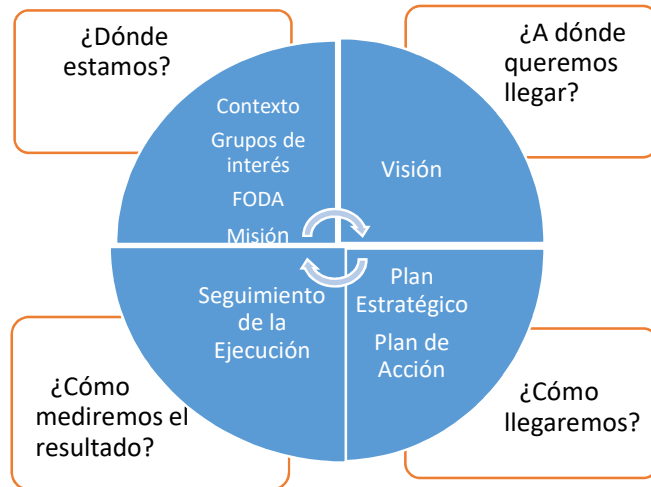 ¿Dónde
estamos?
¿A dónde
queremos
llegar?
Contexto
Grupos de
interés
FODA
Misión
Visión
Seguimiento
de la
Ejecución
Plan
Estratégico
Plan de
Acción
¿Cómo
mediremos el
resultado?
¿Cómo
llegaremos?